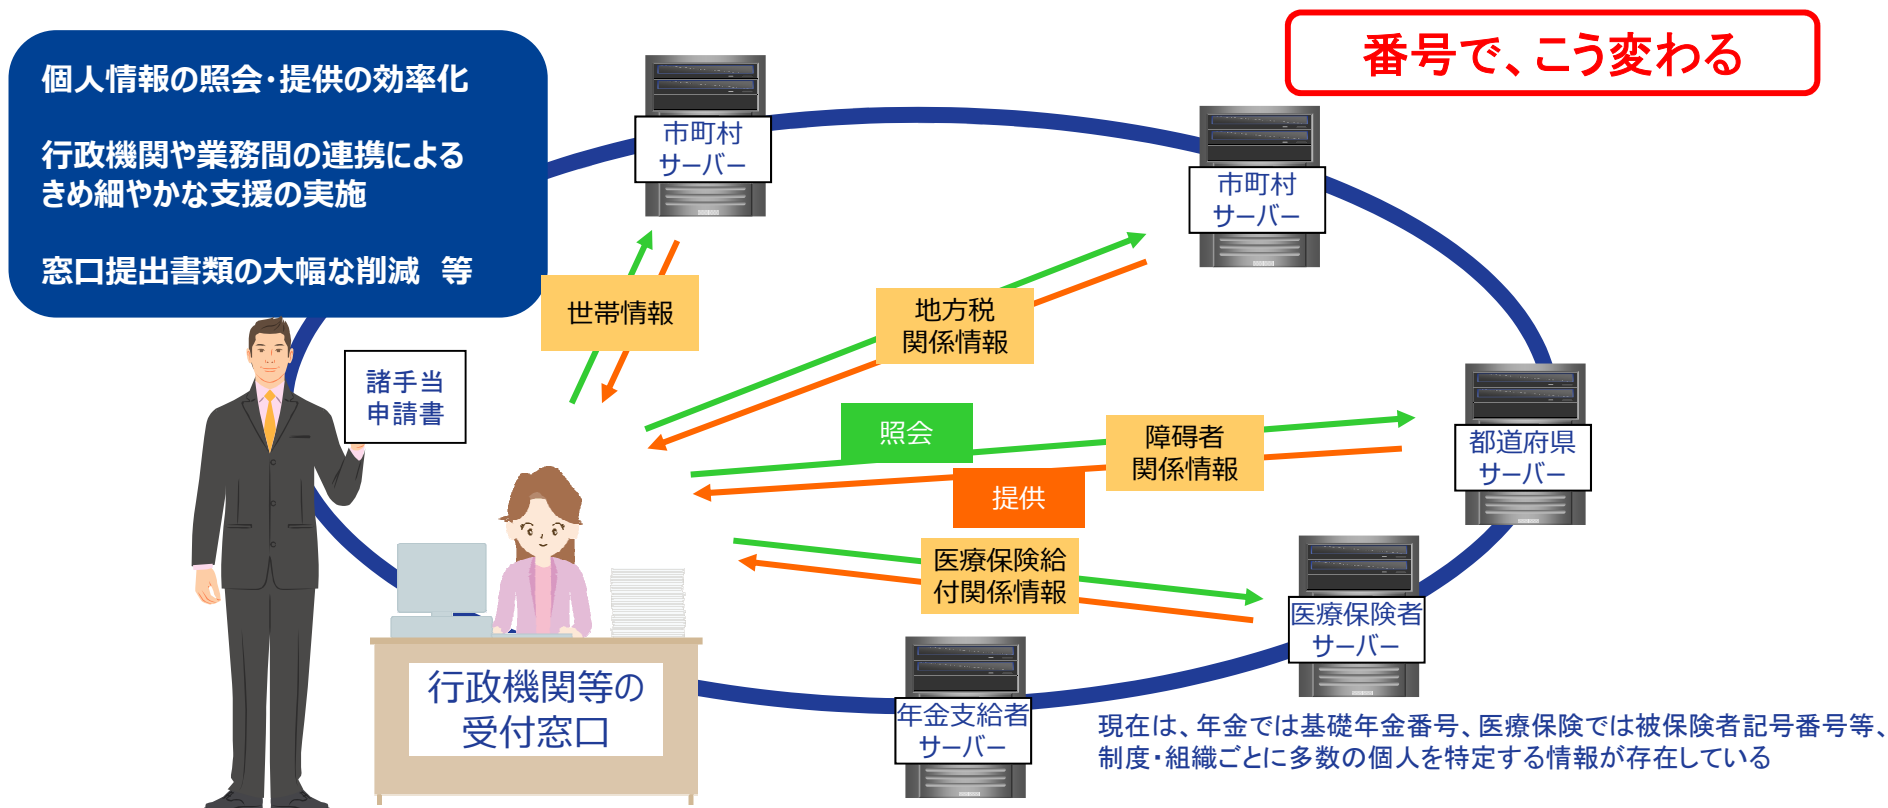 番号で、こう変わる
個人情報の照会・提供の効率化
行政機関や業務間の連携による
きめ細やかな支援の実施
窓口提出書類の大幅な削減　等
市町村
サーバー
市町村
サーバー
世帯情報
地方税
関係情報
諸手当
申請書
照会
障碍者
関係情報
提供
都道府県
サーバー
医療保険給
付関係情報
医療保険者
サーバー
行政機関等の
受付窓口
年金支給者
サーバー
現在は、年金では基礎年金番号、医療保険では被保険者記号番号等、
制度・組織ごとに多数の個人を特定する情報が存在している